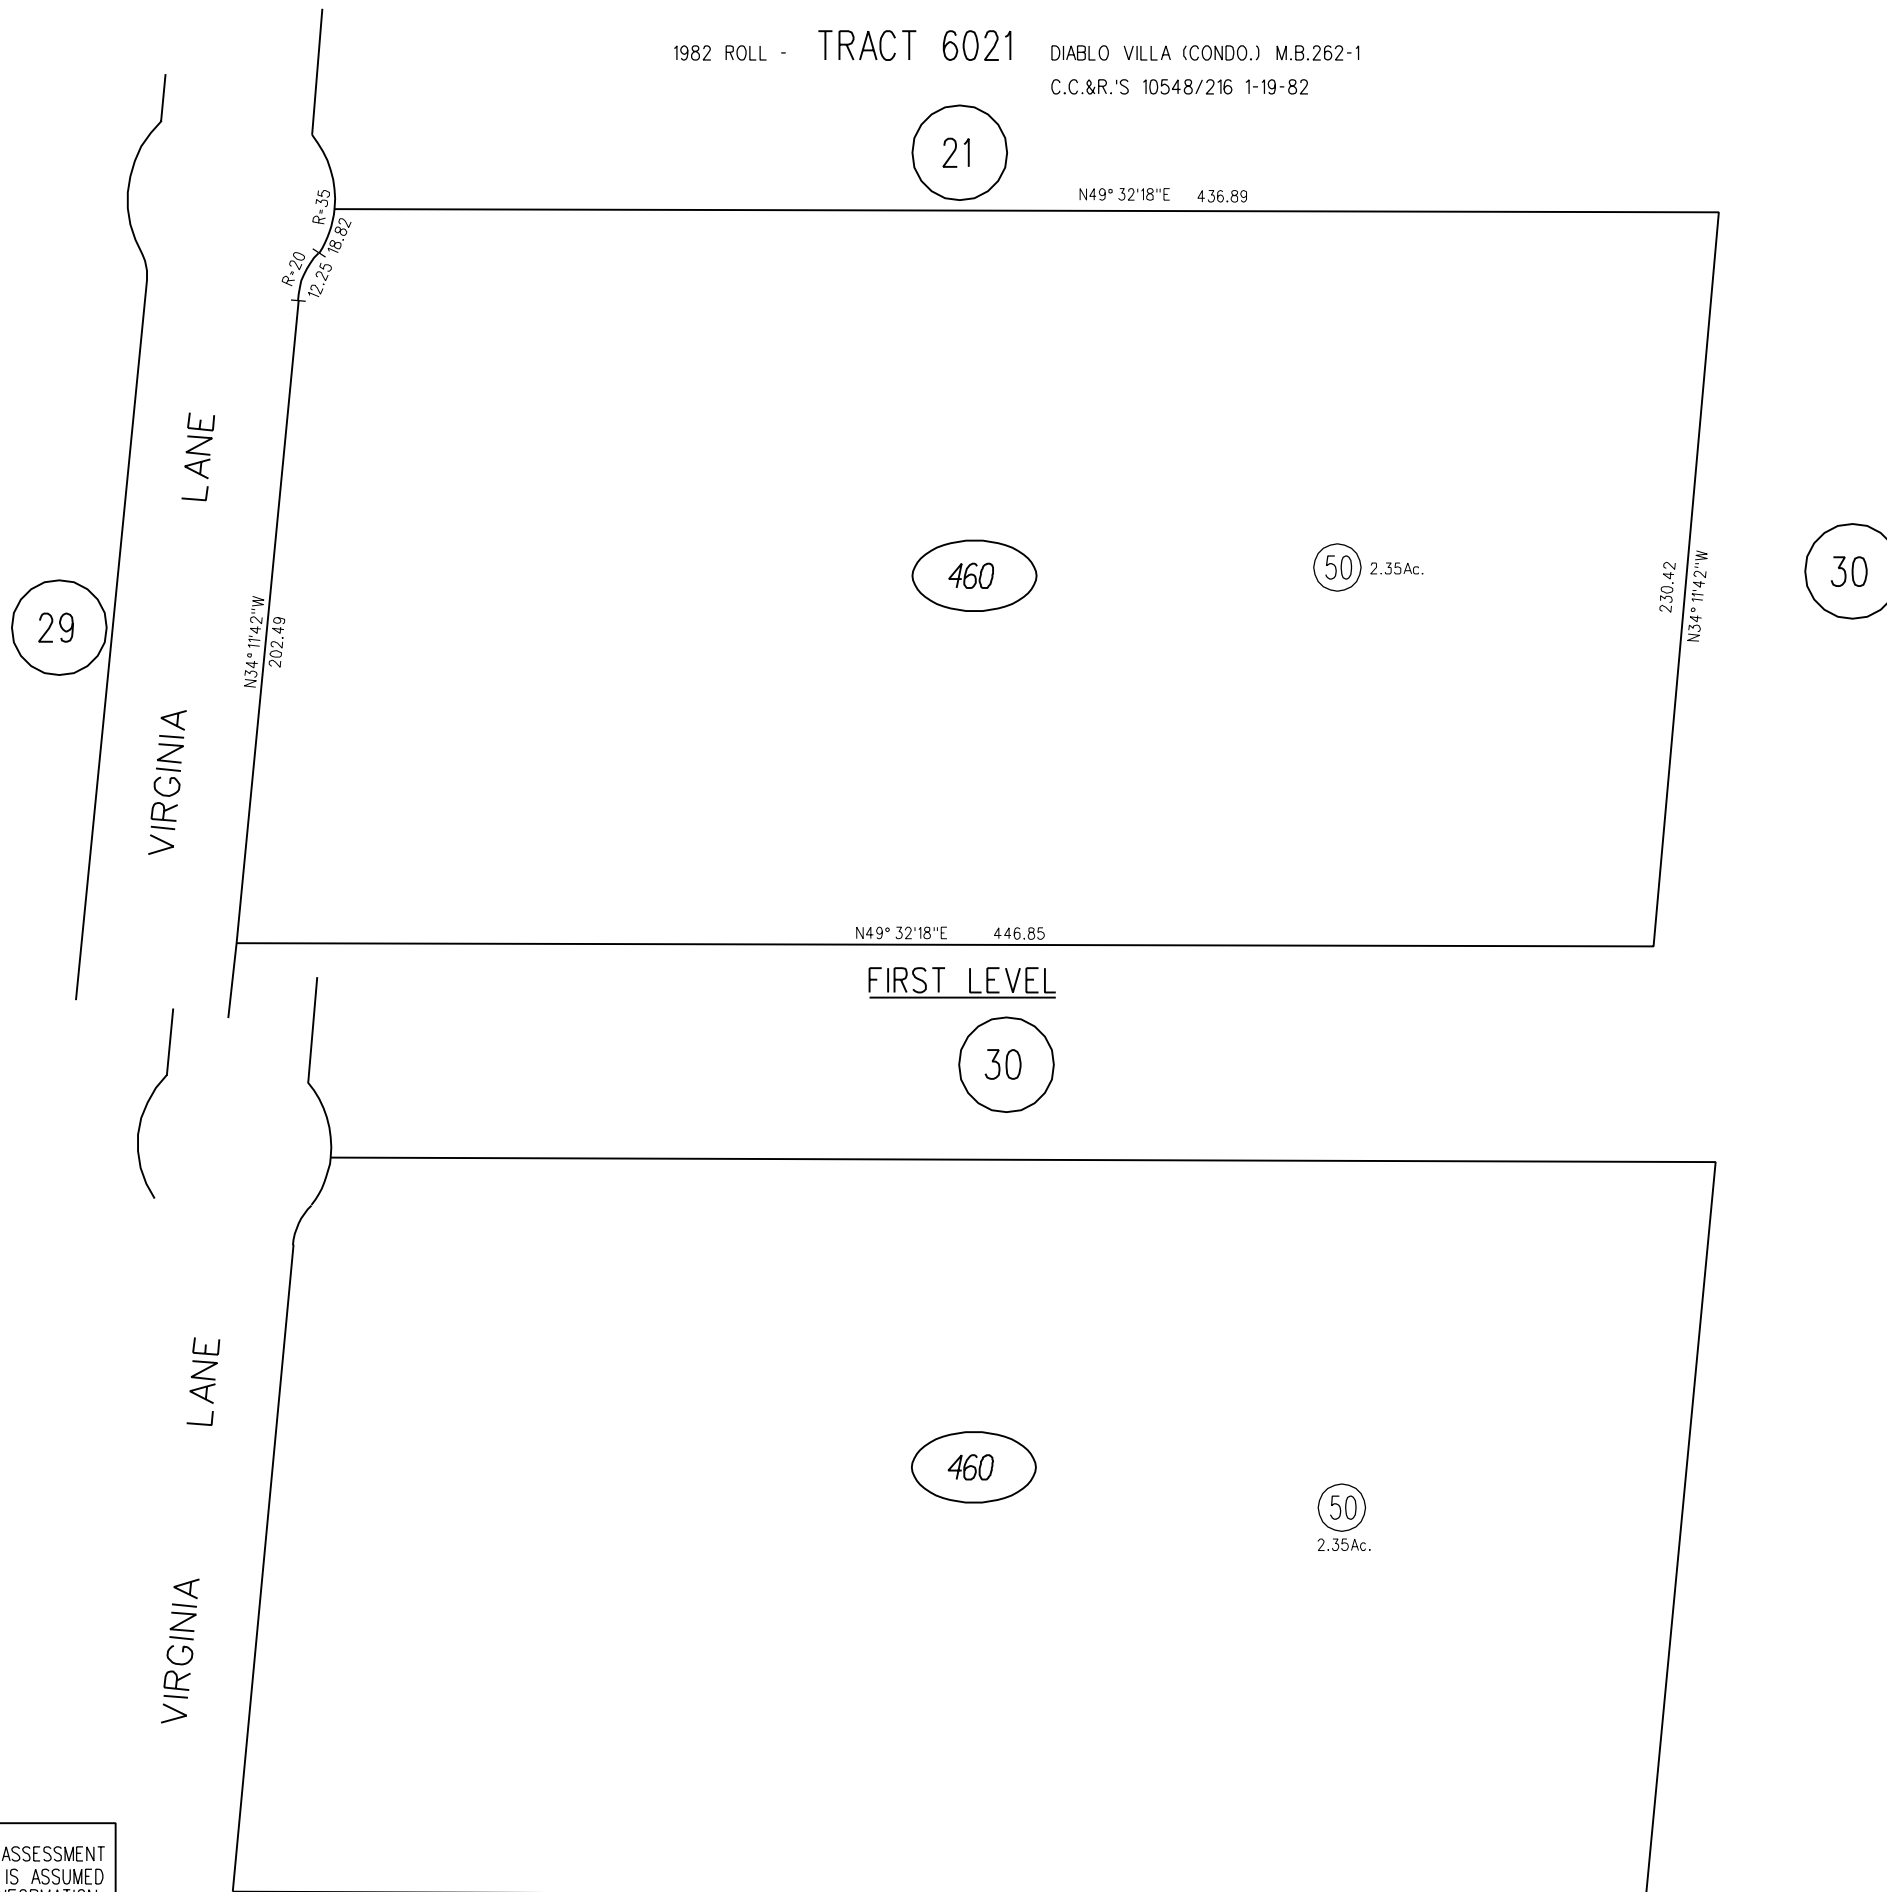 1982 ROLL - TRACT 6021 DIABLO VILLA (CONDO.) M.B.262-1
C.C.&R.'S 10548/216 1-19-82
21
N49° 32'18"E 436.89
R=35
18.82
R=20
12.25
LANE
460
50 2.35Ac.
230.42
N34° 11'42"W
30
29
N34° 11'42"W
202.49
VIRGINIA
N49° 32'18"E 446.85
FIRST LEVEL
30
LANE
460
50
2.35Ac.
VIRGINIA
ASSESSMENT
IS ASSUMED